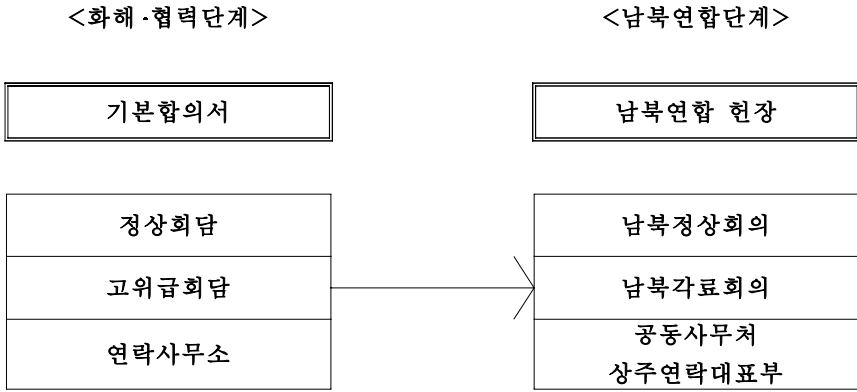 <화해·협력단계>
<남북연합단계>
기본합의서
남북연합 헌장
정상회담
남북정상회의
고위급회담
남북각료회의
연락사무소
공동사무처
상주연락대표부